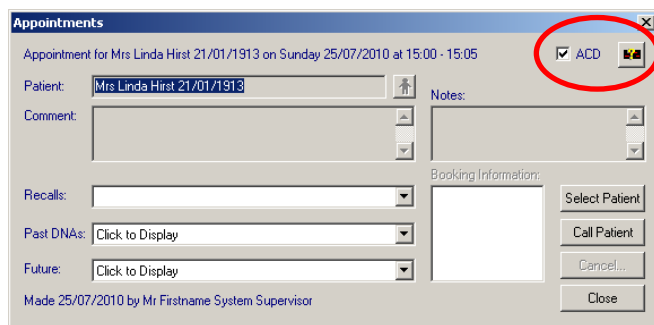 Appointments
Appointment for Mrs Linda Hirst 21/01/1913 on Sunday 25/07/2010 at 15:00 - 15:05
ACD
Patient:
Mrs Linda Hirst 21/01/1913
Notes:
Comment:
Booking Information:
Recalls:
Select Patient
Past DNAs:
Click to Display
Call Patient
Future:
Click to Display
Cancel...
Made 25/07/2010 by Mr Firstname System Supervisor
Close